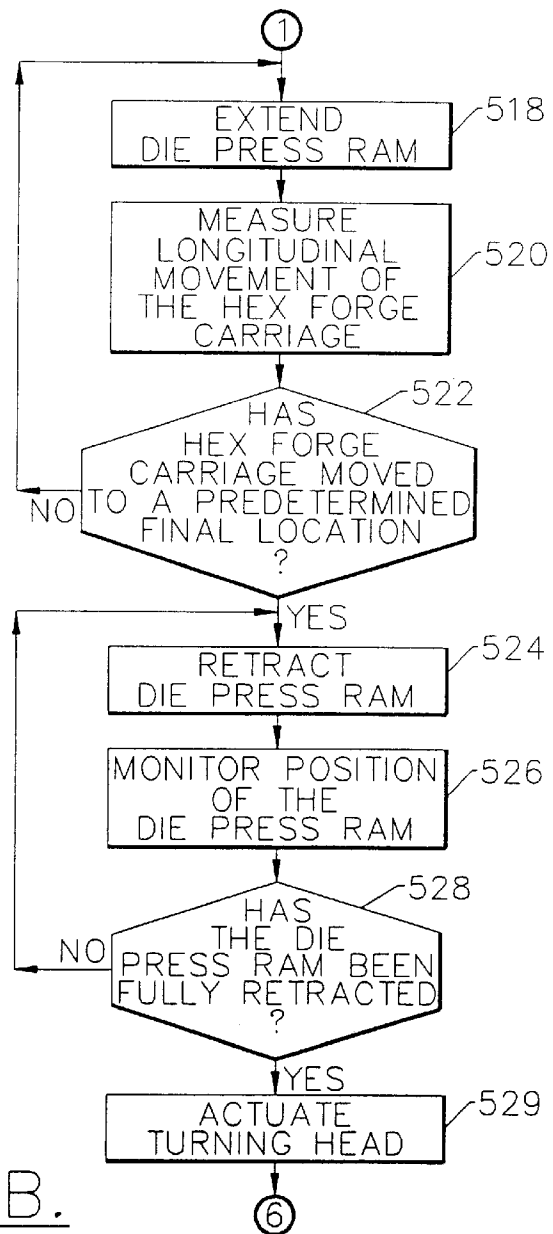 1
EXTEND
DIE PRESS RAM
518
MEASURE
LONGITUDINAL
MOVEMENT OF
THE HEX FORGE
CARRIAGE
520
HAS
HEX FORGE
CARRIAGE MOVED
TO A PREDETERMINED
FINAL LOCATION
?
522
NO
YES
RETRACT
DIE PRESS RAM
524
MONITOR POSITION
OF THE
DIE PRESS RAM
526
HAS
THE DIE
PRESS RAM BEEN
FULLY RETRACTED
?
528
NO
YES
ACTUATE
TURNING HEAD
529
B.
6